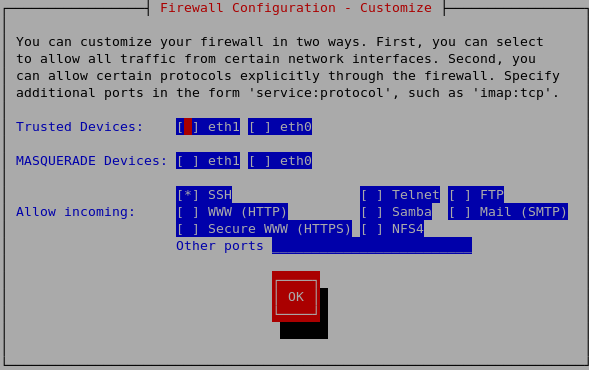 Firewall Configuration - Customize
You can customize your firewall in two ways. First, you can select
to allow all traffic from certain network interfaces. Second, you
can allow certain protocols explicitly through the firewall. Specify
additional ports in the form 'service:protocol', such as 'imap:tcp'.
Trusted Devices: [ ] eth1 [ ] eth0
MASQUERADE Devices: [ ] eth1 [ ] eth0
[*] SSH [ ] Telnet [ ] FTP
Allow incoming: [ ] WWW (HTTP) [ ] Samba [ ] Mail (SMTP)
[ ] Secure WWW (HTTPS) [ ] NFS4
Other ports
OK